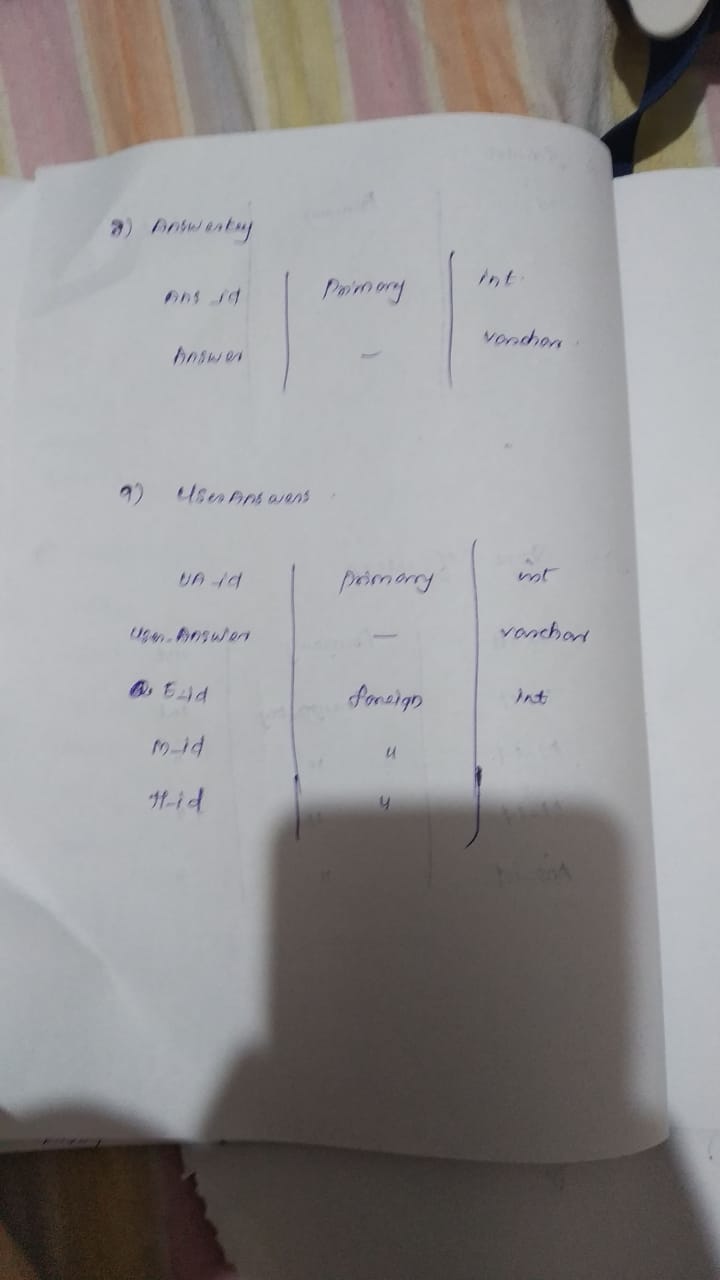 8) Answerkey
Ans_id | Primary | int.
Answer | — | varchar
9) UserAnswers
UA_id | primary | int
User_Answer | — | varchar
E_id | foreign | int
M_id | "
H_id | "